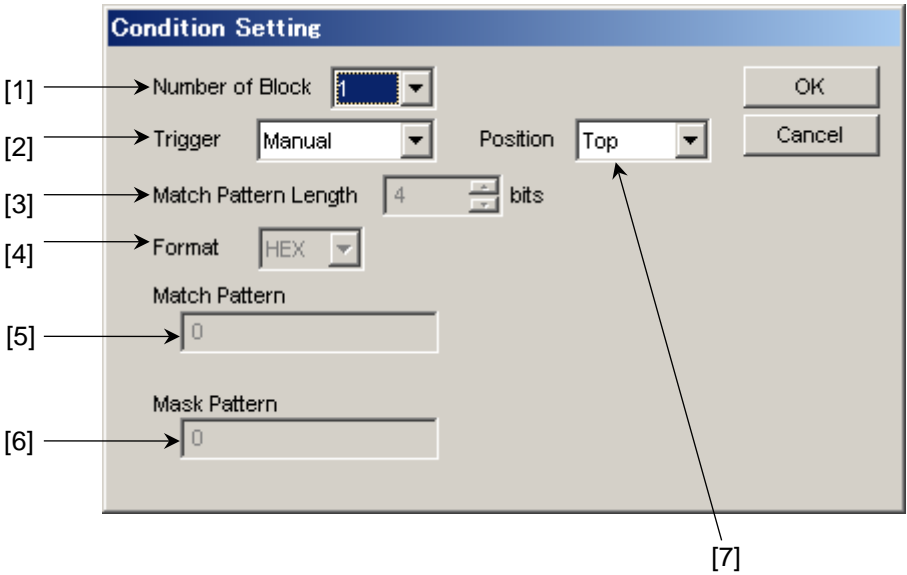 Condition Setting
[1] Number of Block 1 OK
[2] Trigger Manual Position Top Cancel
[3] Match Pattern Length 4 bits
[4] Format HEX
Match Pattern
[5] 0
Mask Pattern
[6] 0
[7]